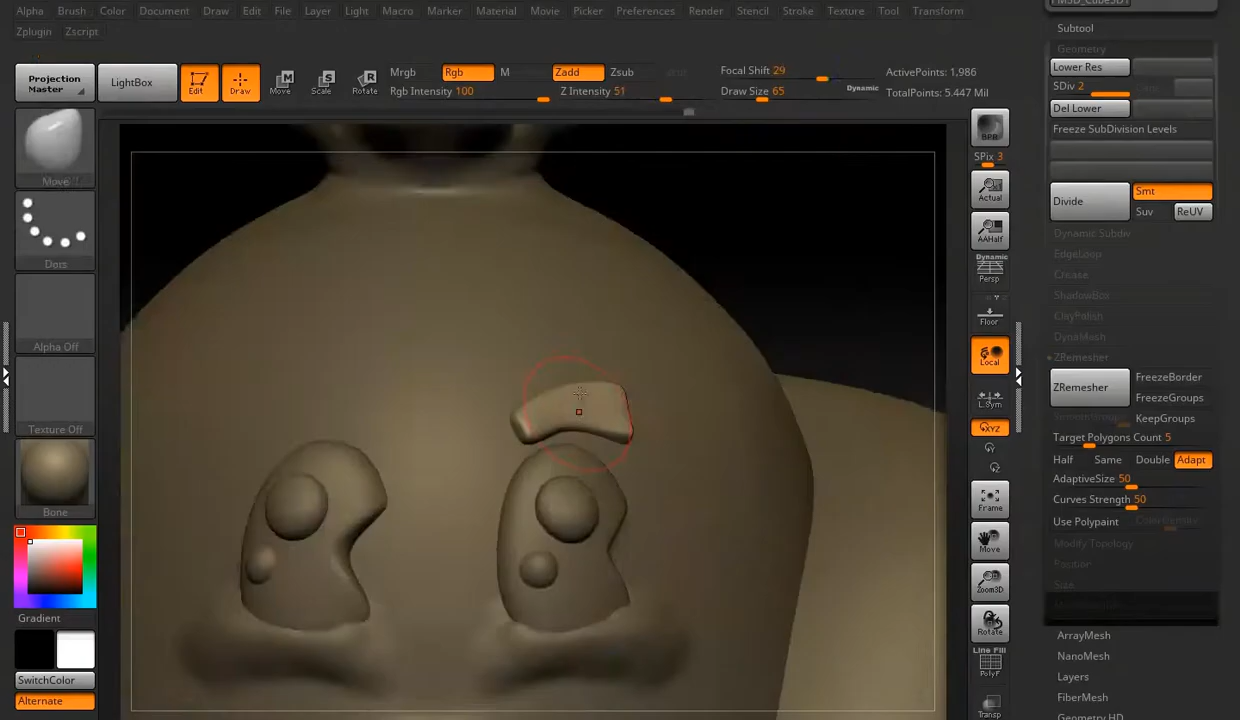 Alpha Brush Color Document Draw Edit File Layer Light Macro Marker Material Movie Picker Preferences Render Stencil Stroke Texture Tool Transform
Zplugin Zscript
Projection Master
LightBox
Edit
Draw
Move
Scale
Rotate
Mrgb Rgb M Zadd Zsub
Rgb Intensity 100
Z Intensity 51
Focal Shift 29
Draw Size 65
Dynamic
ActivePoints: 1,986
TotalPoints: 5.447 Mil
Move
Dots
Alpha Off
Texture Off
Bone
Gradient
SwitchColor
Alternate
BPR
SPix 3
Actual
AAHalf
Dynamic
Persp
Floor
Local
L.Sym
XYZ
Frame
Move
Zoom3D
Rotate
Line Fill
PolyF
Transp
Subtool
Geometry
Lower Res
SDiv 2
Del Lower
Freeze SubDivision Levels
Divide
Smt
Suv ReUV
Dynamic Subdiv
EdgeLoop
Crease
ShadowBox
ClayPolish
DynaMesh
ZRemesher
ZRemesher
FreezeBorder
FreezeGroups
KeepGroups
Target Polygons Count 5
Half Same Double Adapt
AdaptiveSize 50
Curves Strength 50
Use Polypaint
Modify Topology
Position
Size
ArrayMesh
NanoMesh
Layers
FiberMesh
Geometry HD